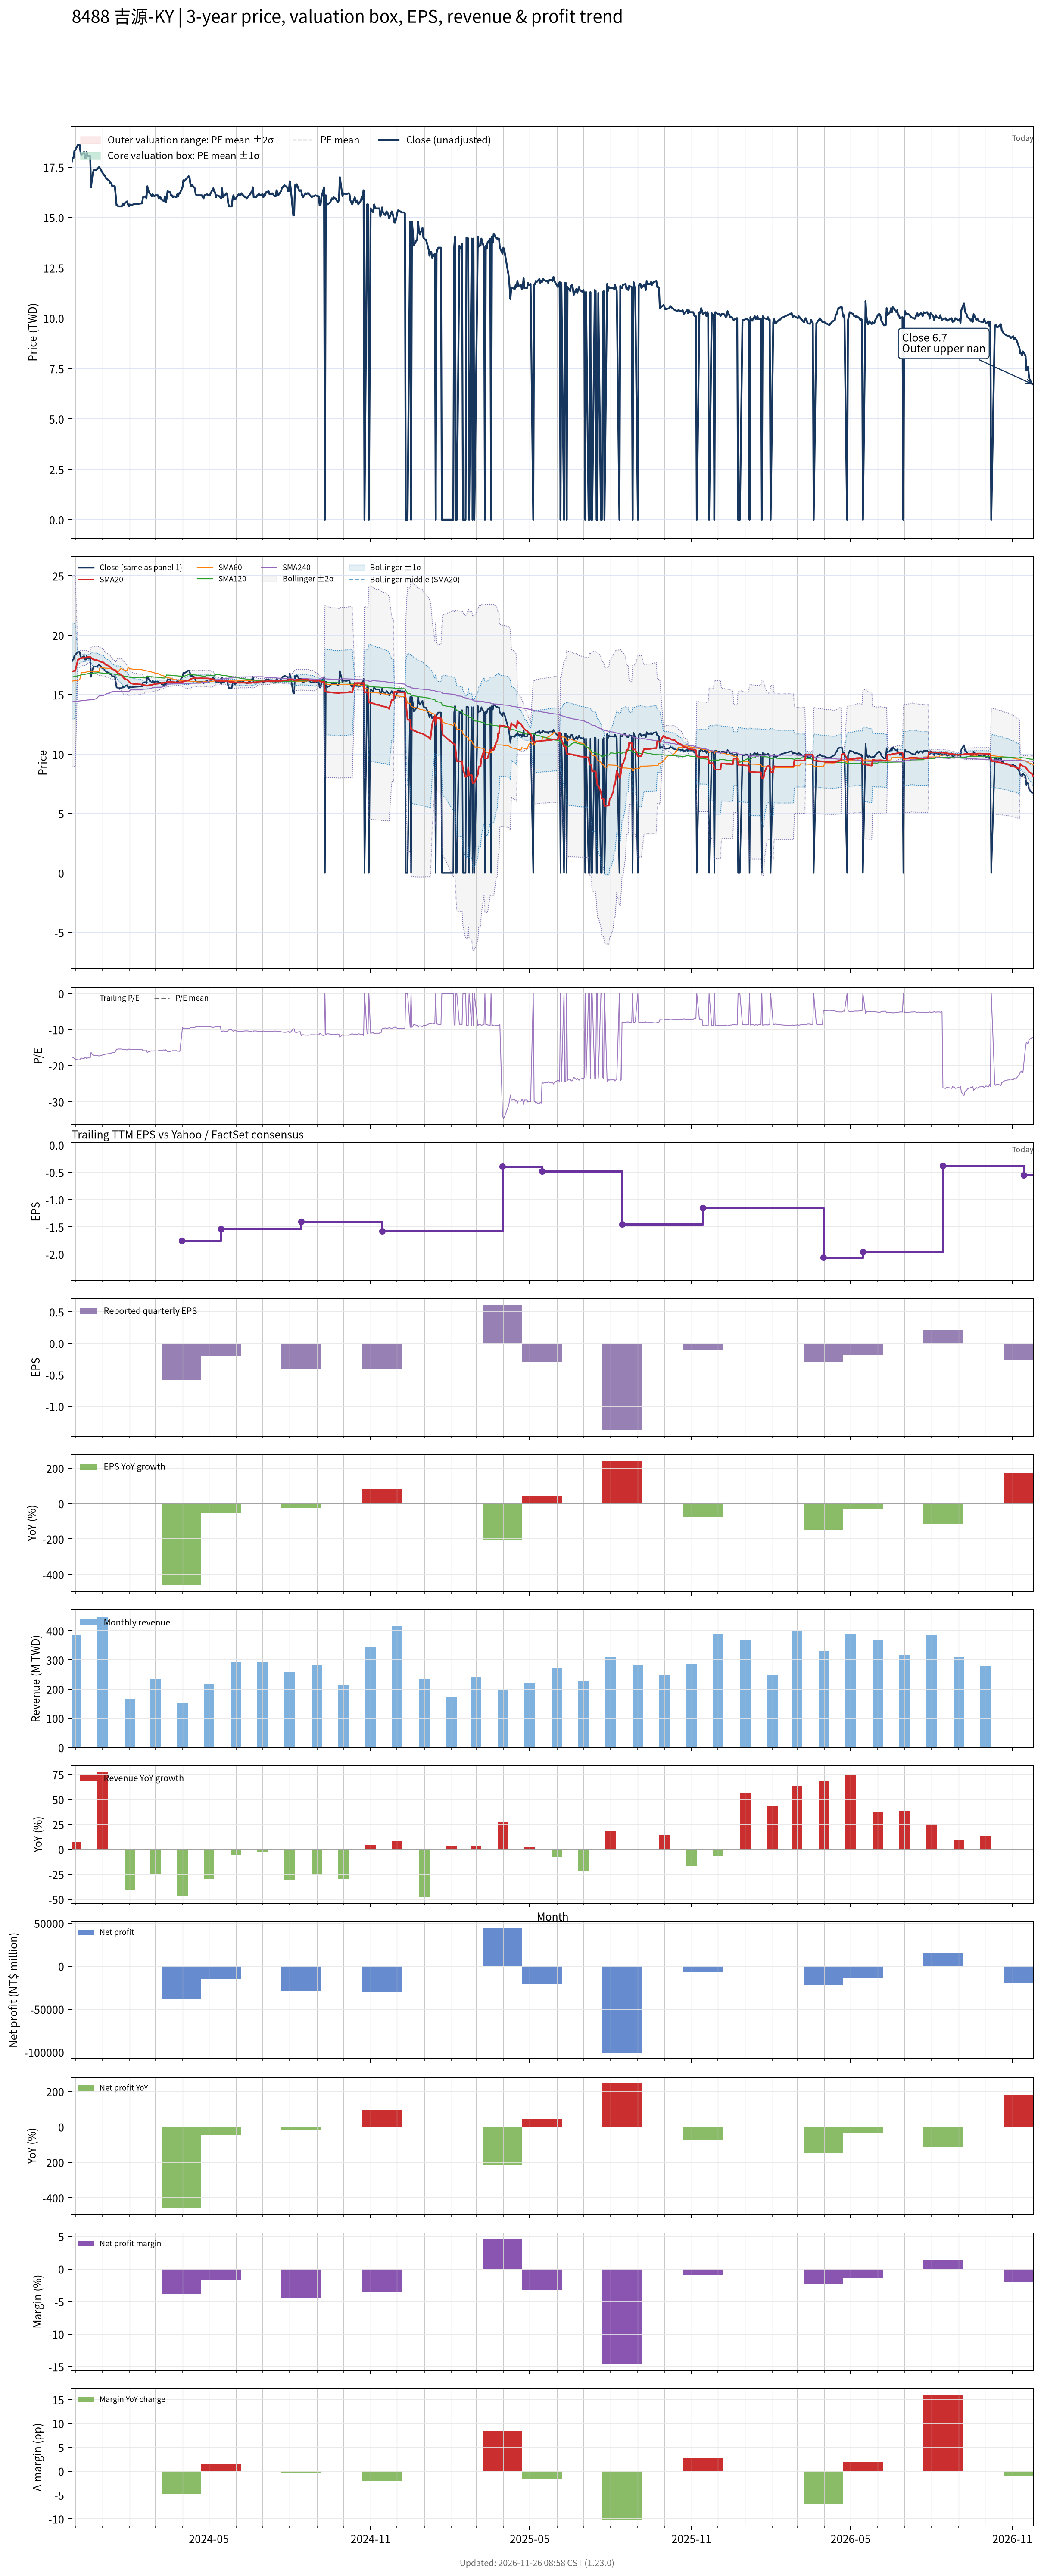 8488 吉源-KY | 3-year price, valuation box, EPS, revenue & profit trend
Outer valuation range: PE mean ±2σ
PE mean
Close (unadjusted)
Core valuation box: PE mean ±1σ
Today
Price (TWD)
17.5
15.0
12.5
10.0
7.5
5.0
2.5
0.0
Close 6.7
Outer upper nan
Close (same as panel 1)
SMA20
SMA60
SMA120
SMA240
Bollinger ±2σ
Bollinger ±1σ
Bollinger middle (SMA20)
Price
25
20
15
10
5
0
-5
Trailing P/E
P/E mean
P/E
0
-10
-20
-30
Trailing TTM EPS vs Yahoo / FactSet consensus
Today
EPS
0.0
-0.5
-1.0
-1.5
-2.0
Reported quarterly EPS
EPS
0.5
0.0
-0.5
-1.0
EPS YoY growth
YoY (%)
200
0
-200
-400
Monthly revenue
Revenue (M TWD)
400
300
200
100
0
Revenue YoY growth
YoY (%)
75
50
25
0
-25
-50
Month
Net profit
Net profit (NT$ million)
50000
0
-50000
-100000
Net profit YoY
YoY (%)
200
0
-200
-400
Net profit margin
Margin (%)
5
0
-5
-10
-15
Margin YoY change
Δ margin (pp)
15
10
5
0
-5
-10
2024-05
2024-11
2025-05
2025-11
2026-05
2026-11
Updated: 2026-11-26 08:58 CST (1.23.0)